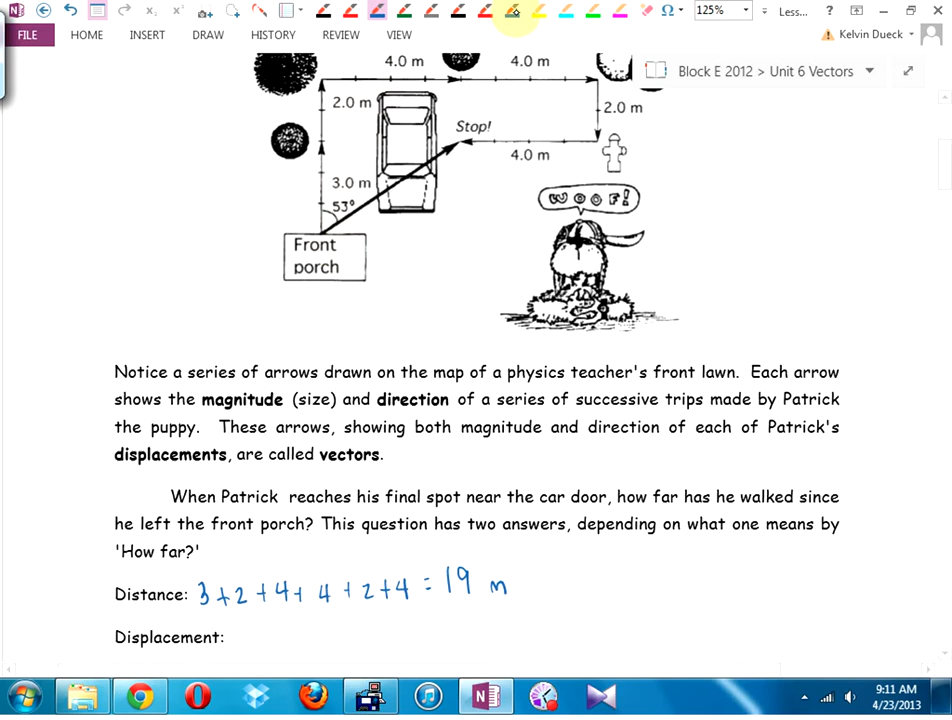 125%
Less...
FILE
HOME
INSERT
DRAW
HISTORY
REVIEW
VIEW
Kelvin Dueck
Block E 2012 > Unit 6 Vectors
4.0 m
4.0 m
2.0 m
2.0 m
Stop!
4.0 m
3.0 m
53°
WOOF!
Front
porch
Notice a series of arrows drawn on the map of a physics teacher's front lawn. Each arrow
shows the magnitude (size) and direction of a series of successive trips made by Patrick
the puppy. These arrows, showing both magnitude and direction of each of Patrick's
displacements, are called vectors.
When Patrick reaches his final spot near the car door, how far has he walked since
he left the front porch? This question has two answers, depending on what one means by
'How far?'
Distance: 3+2+4+4+2+4=19 m
Displacement:
9:11 AM
4/23/2013